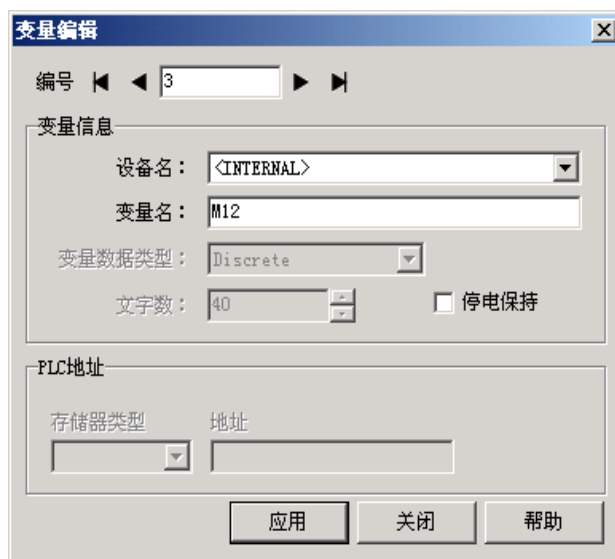 变量编辑
编号 3
变量信息
设备名： <INTERNAL>
变量名： M12
变量数据类型： Discrete
文字数： 40 停电保持
PLC地址
存储器类型 地址
应用 关闭 帮助